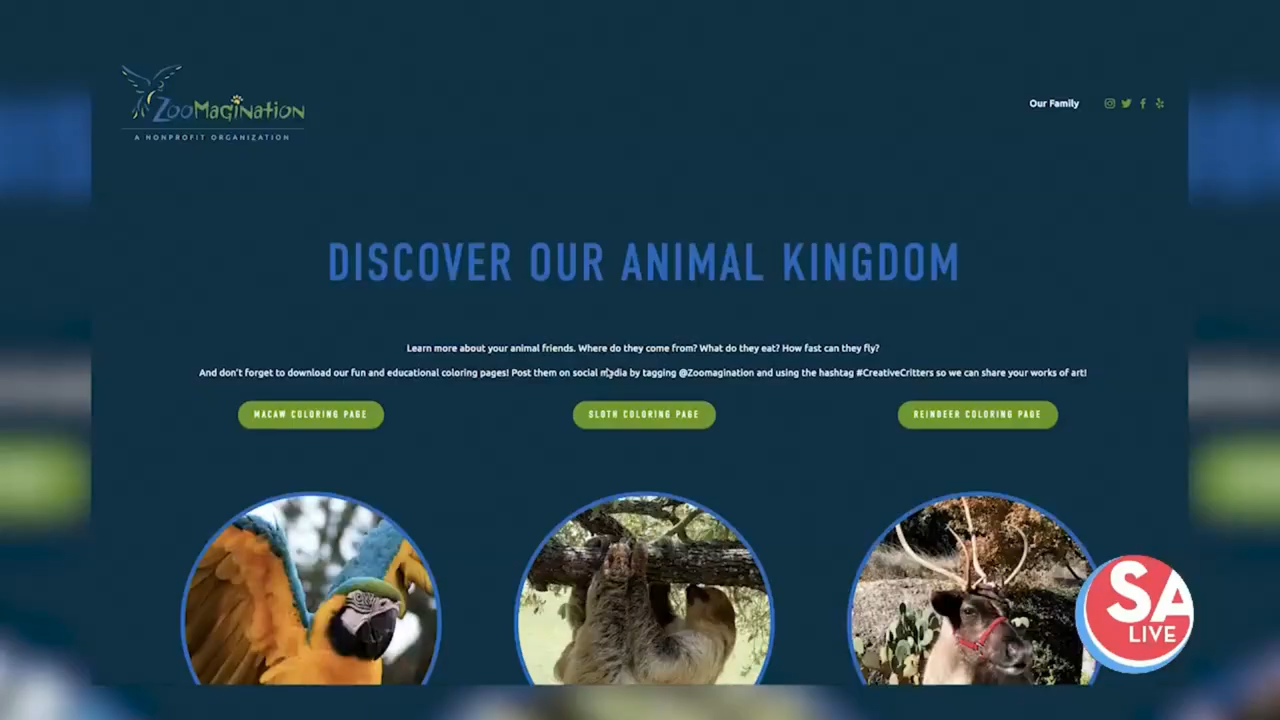 ZooMagination
A NONPROFIT ORGANIZATION
Our Family
DISCOVER OUR ANIMAL KINGDOM
Learn more about your animal friends. Where do they come from? What do they eat? How fast can they fly?
And don't forget to download our fun and educational coloring pages! Post them on social media by tagging @Zoomagination and using the hashtag #CreativeCritters so we can share your works of art!
MACAW COLORING PAGE
SLOTH COLORING PAGE
REINDEER COLORING PAGE
SA
LIVE